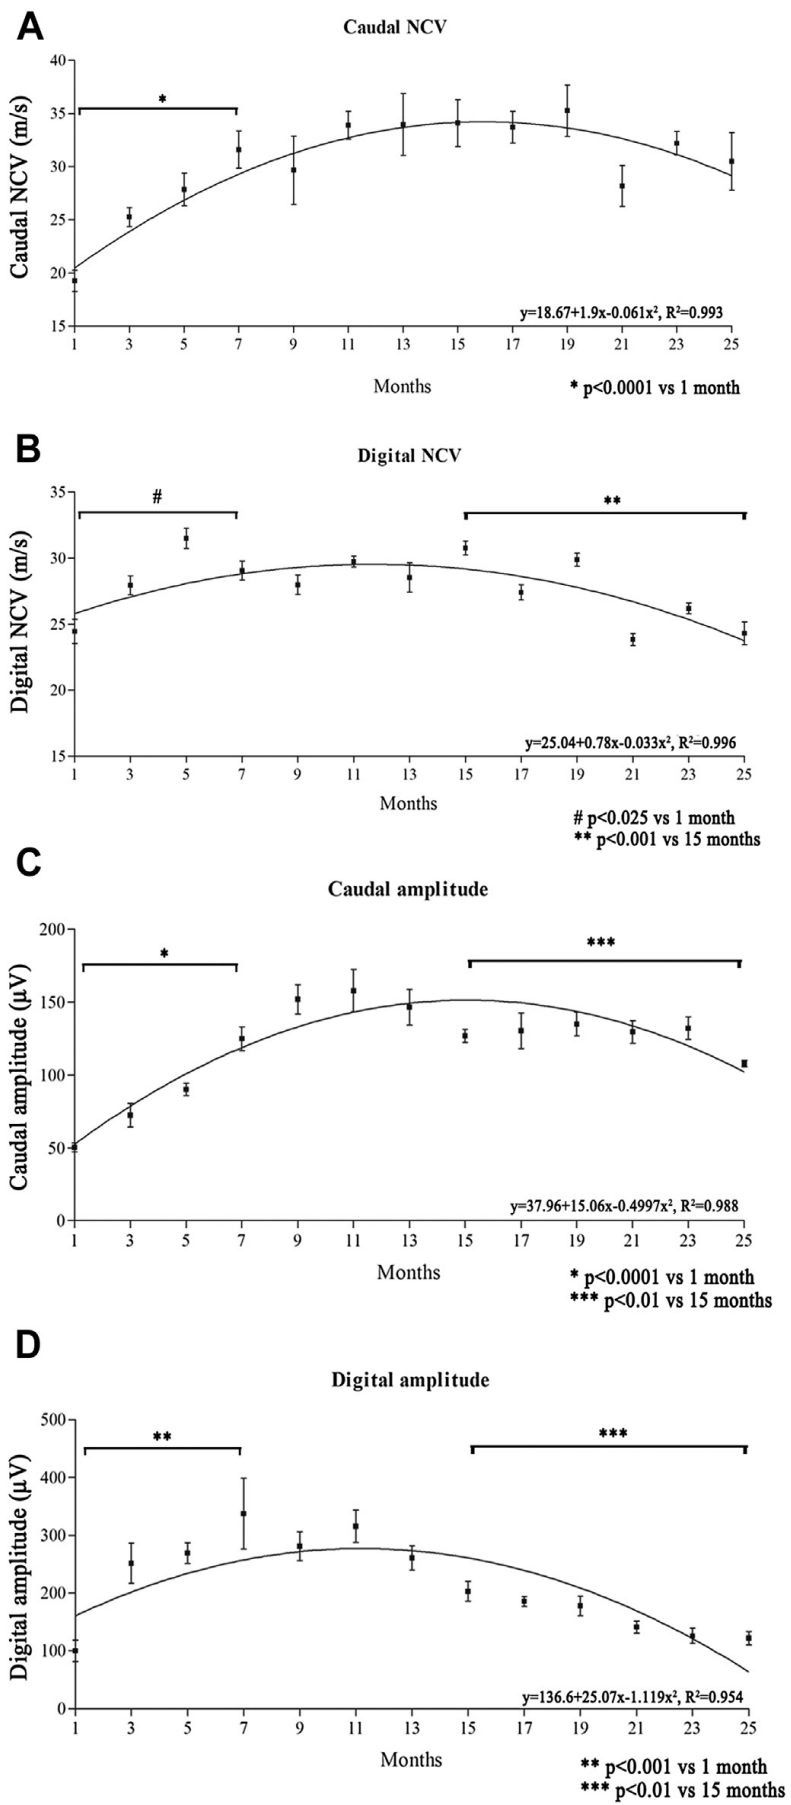 A
Caudal NCV
Caudal NCV (m/s)
40
35
30
25
20
15
*
y=18.67+1.9x-0.061x², R²=0.993
1 3 5 7 9 11 13 15 17 19 21 23 25
Months
* p<0.0001 vs 1 month
B
Digital NCV
Digital NCV (m/s)
35
30
25
20
15
#
**
y=25.04+0.78x-0.033x², R²=0.996
1 3 5 7 9 11 13 15 17 19 21 23 25
Months
# p<0.025 vs 1 month
** p<0.001 vs 15 months
C
Caudal amplitude
Caudal amplitude (µV)
200
150
100
50
0
*
***
y=37.96+15.06x-0.4997x², R²=0.988
1 3 5 7 9 11 13 15 17 19 21 23 25
Months
* p<0.0001 vs 1 month
*** p<0.01 vs 15 months
D
Digital amplitude
Digital amplitude (µV)
500
400
300
200
100
0
**
***
y=136.6+25.07x-1.119x², R²=0.954
1 3 5 7 9 11 13 15 17 19 21 23 25
Months
** p<0.001 vs 1 month
*** p<0.01 vs 15 months